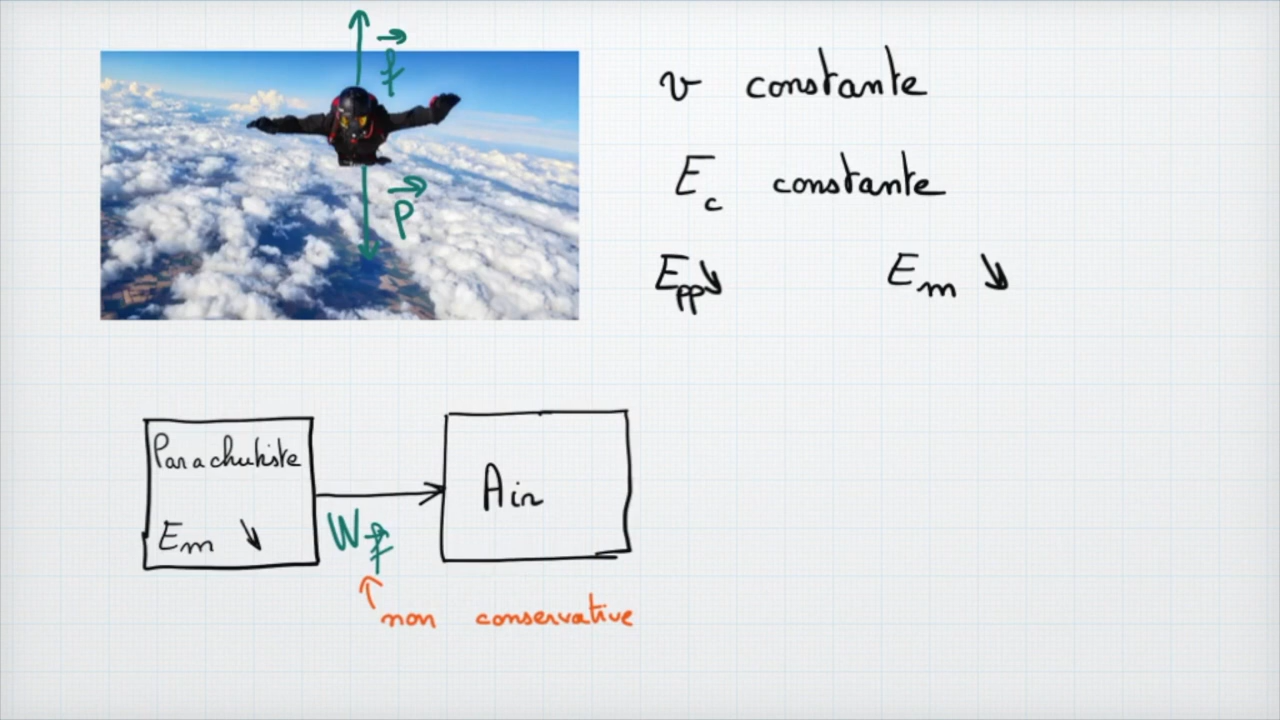 f
P
v constante
Ec constante
Epp↘ Em ↘
Parachutiste
Em ↘
Air
Wf
non conservative